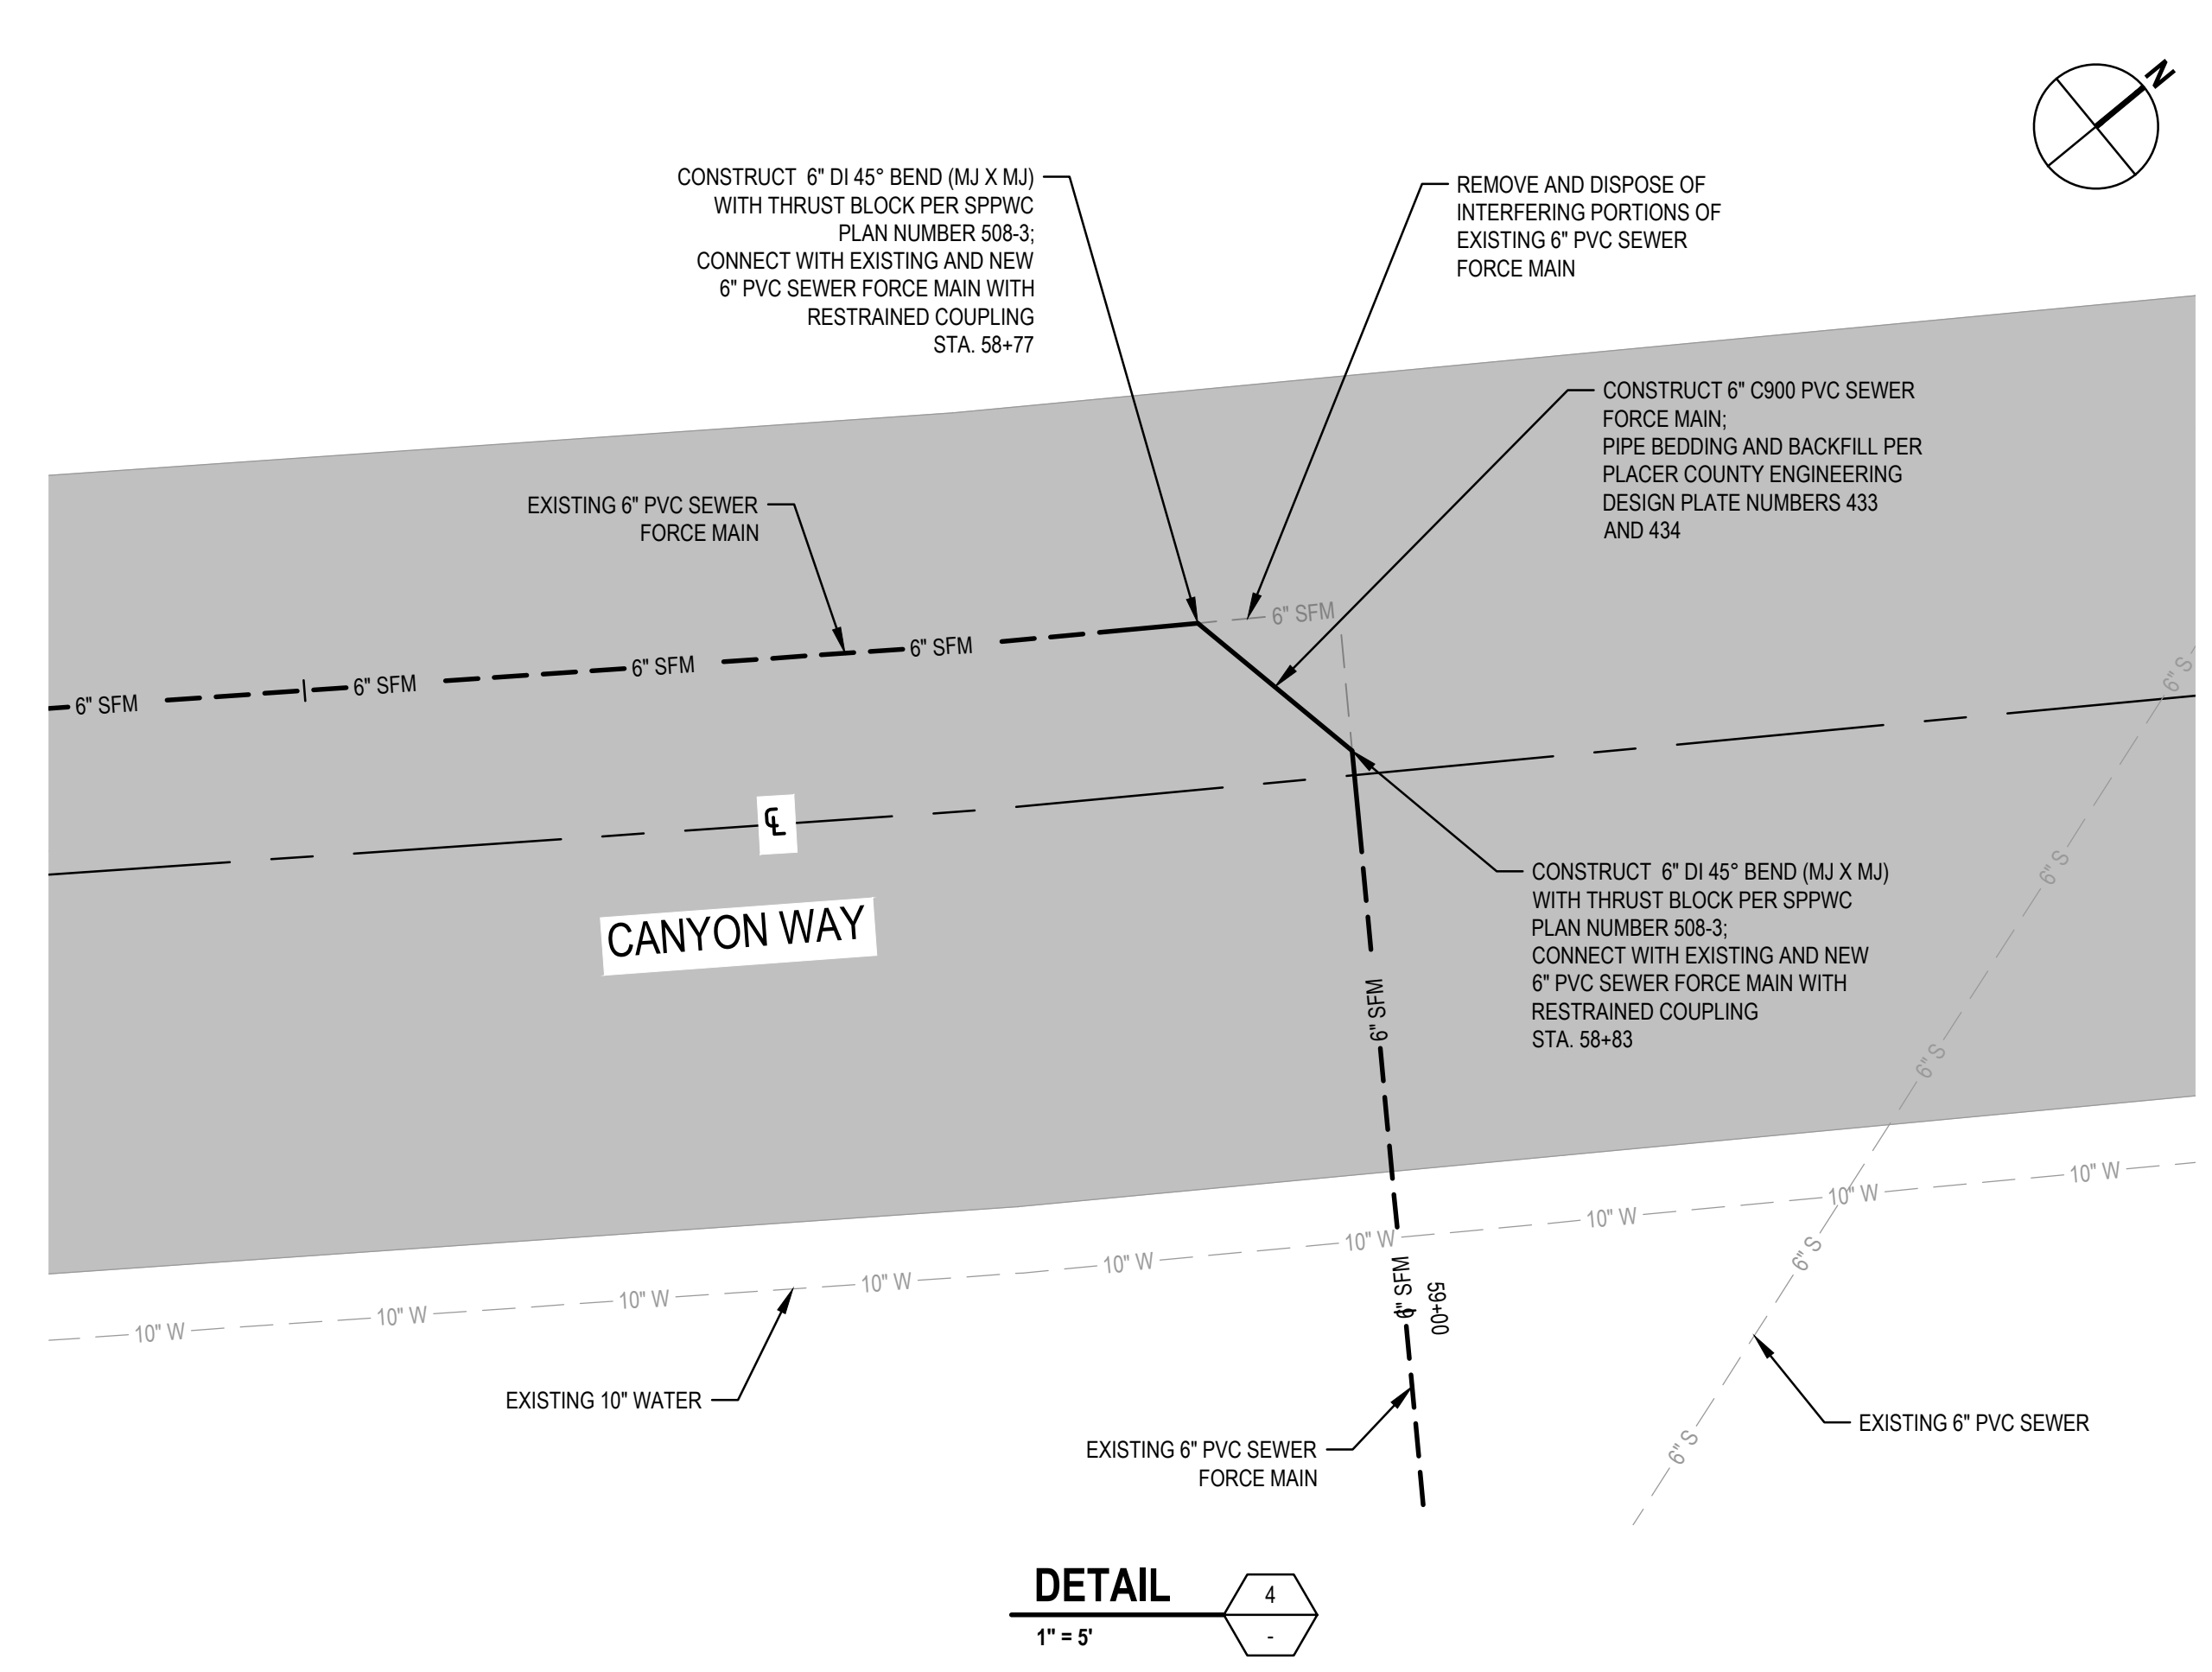 N
CONSTRUCT 6" DI 45° BEND (MJ X MJ)
WITH THRUST BLOCK PER SPPWC
PLAN NUMBER 508-3;
CONNECT WITH EXISTING AND NEW
6" PVC SEWER FORCE MAIN WITH
RESTRAINED COUPLING
STA. 58+77
REMOVE AND DISPOSE OF
INTERFERING PORTIONS OF
EXISTING 6" PVC SEWER
FORCE MAIN
CONSTRUCT 6" C900 PVC SEWER
FORCE MAIN;
PIPE BEDDING AND BACKFILL PER
PLACER COUNTY ENGINEERING
DESIGN PLATE NUMBERS 433
AND 434
EXISTING 6" PVC SEWER
FORCE MAIN
6" SFM
6" SFM
6" SFM
6" SFM
6" SFM
6" S
℄
CANYON WAY
CONSTRUCT 6" DI 45° BEND (MJ X MJ)
WITH THRUST BLOCK PER SPPWC
PLAN NUMBER 508-3;
CONNECT WITH EXISTING AND NEW
6" PVC SEWER FORCE MAIN WITH
RESTRAINED COUPLING
STA. 58+83
6" S
6" SFM
6" S
10" W
10" W
10" W
10" W
10" W
10" W
10" W
10" W
10" W
6" S
6" SFM
59+00
EXISTING 10" WATER
EXISTING 6" PVC SEWER
FORCE MAIN
EXISTING 6" PVC SEWER
6" S
DETAIL
4
1" = 5'
-